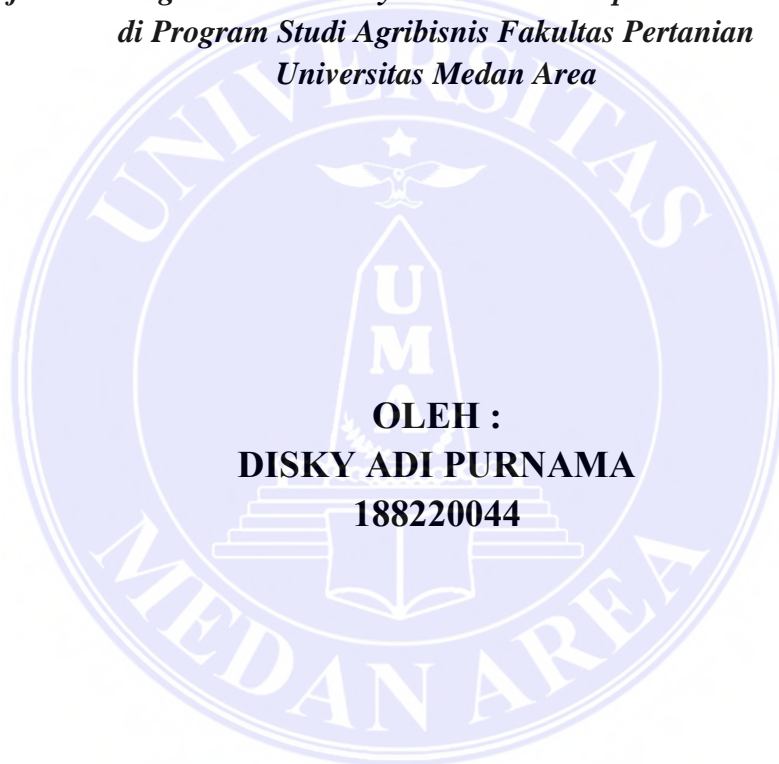 di Program Studi Agribisnis Fakultas Pertanian
Universitas Medan Area
UNIVERSITAS
U
M
A
OLEH :
DISKY ADI PURNAMA
188220044
MEDAN AREA